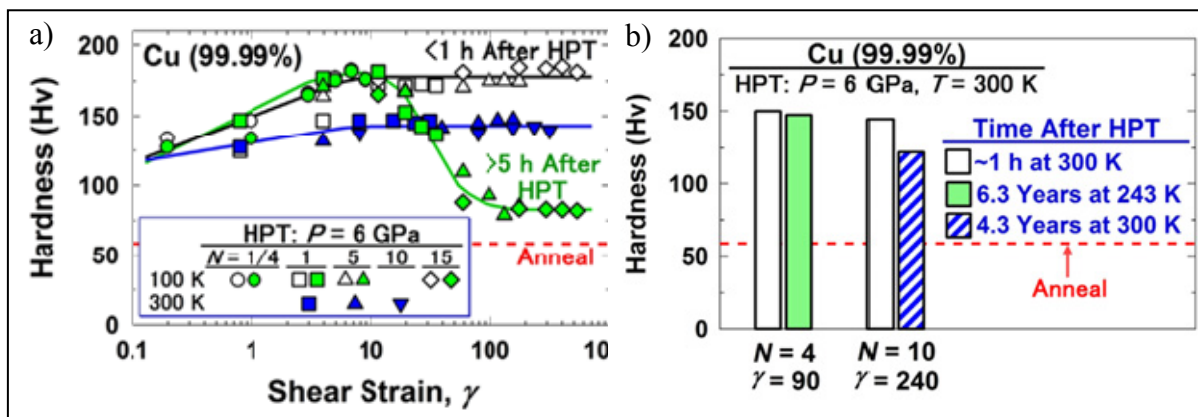 a)
Cu (99.99%)
<1 h After HPT
>5 h After
HPT
HPT: P = 6 GPa
N = 1/4 1 5 10 15
100 K
300 K
Anneal
200
150
100
50
0
Hardness (Hv)
0.1 1 10 100
Shear Strain, γ
b)
Cu (99.99%)
HPT: P = 6 GPa, T = 300 K
Time After HPT
~1 h at 300 K
6.3 Years at 243 K
4.3 Years at 300 K
Anneal
200
150
100
50
0
Hardness (Hv)
N = 4 N = 10
γ = 90 γ = 240